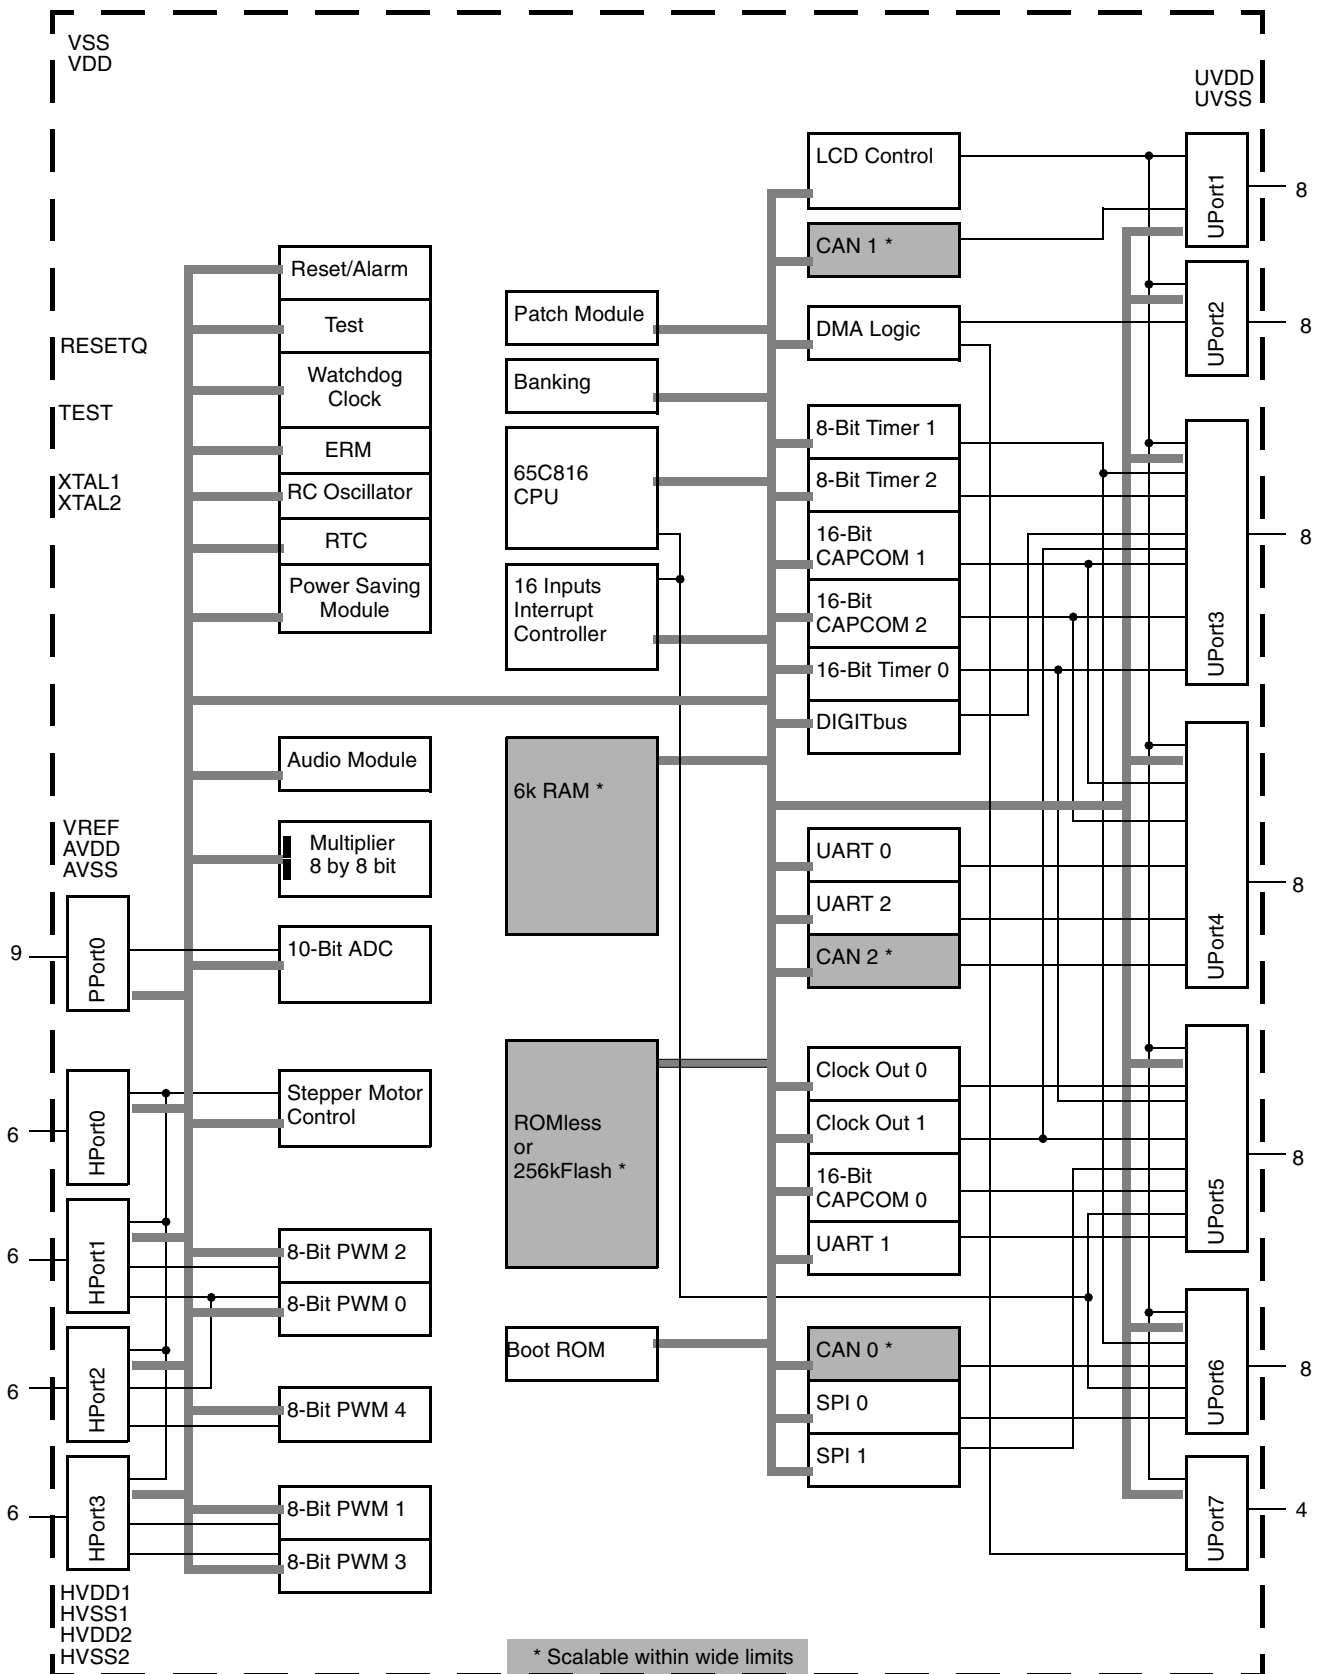 VSS
VDD
UVDD
UVSS
RESETQ
TEST
XTAL1
XTAL2
VREF
AVDD
AVSS
9
PPort0
6
HPort0
6
HPort1
6
HPort2
6
HPort3
HVDD1
HVSS1
HVDD2
HVSS2
Reset/Alarm
Test
Watchdog
Clock
ERM
RC Oscillator
RTC
Power Saving
Module
Audio Module
Multiplier
8 by 8 bit
10-Bit ADC
Stepper Motor
Control
8-Bit PWM 2
8-Bit PWM 0
8-Bit PWM 4
8-Bit PWM 1
8-Bit PWM 3
Patch Module
Banking
65C816
CPU
16 Inputs
Interrupt
Controller
6k RAM *
ROMless
or
256kFlash *
Boot ROM
LCD Control
CAN 1 *
DMA Logic
8-Bit Timer 1
8-Bit Timer 2
16-Bit
CAPCOM 1
16-Bit
CAPCOM 2
16-Bit Timer 0
DIGITbus
UART 0
UART 2
CAN 2 *
Clock Out 0
Clock Out 1
16-Bit
CAPCOM 0
UART 1
CAN 0 *
SPI 0
SPI 1
UPort1
8
UPort2
8
UPort3
8
UPort4
8
UPort5
8
UPort6
8
UPort7
4
* Scalable within wide limits